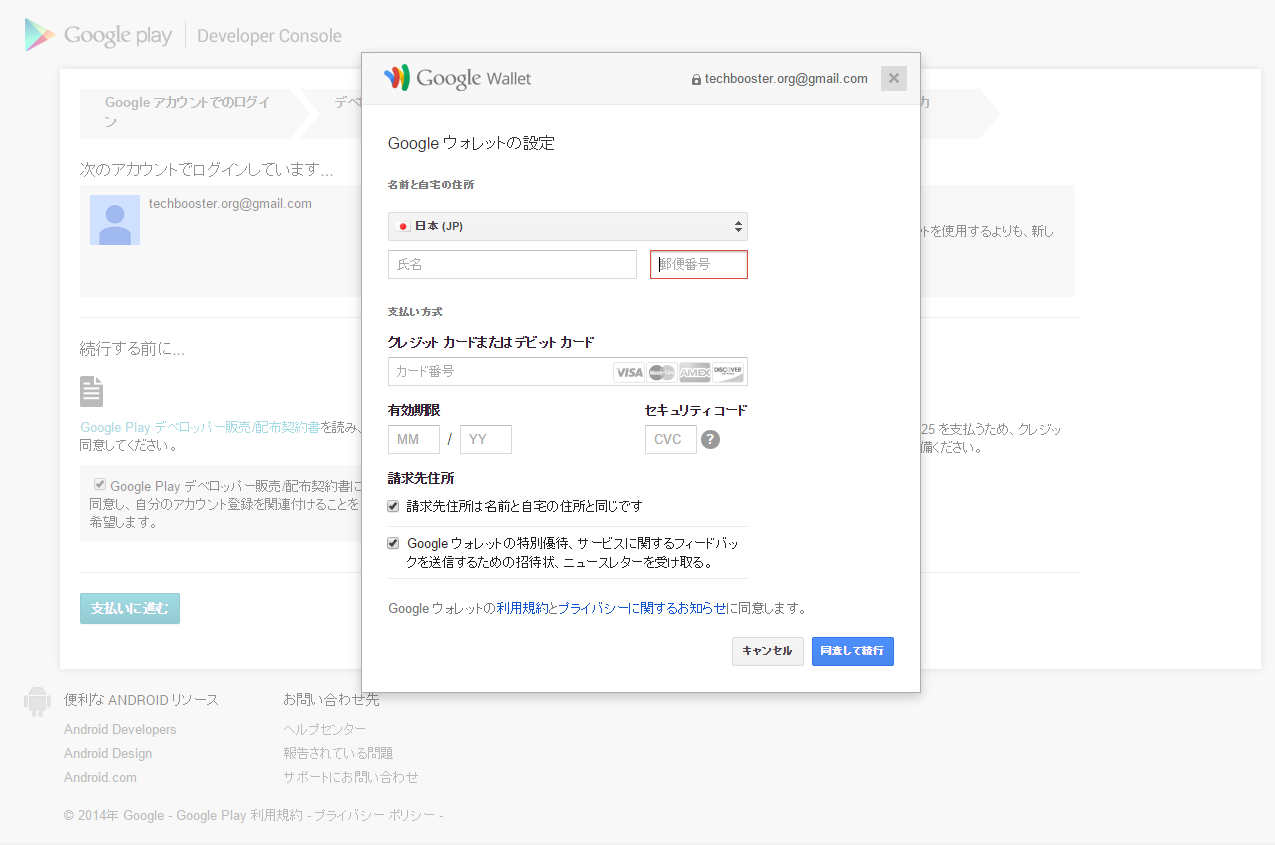 Google play
Developer Console
Google Wallet
techbooster.org@gmail.com
Google アカウントでのログイ
ン
デベ
力
次のアカウントでログインしています...
techbooster.org@gmail.com
トを使用するよりも、新し
続行する前に...
Google Play デベロッパー販売/配布契約書を読み、
同意してください。
25 を支払うため、クレジッ
備ください。
Google Play デベロッパー販売/配布契約書に
同意し、自分のアカウント登録を関連付けることを
希望します。
支払いに進む
Google ウォレットの設定
名前と自宅の住所
日本 (JP)
氏名
郵便番号
支払い方式
クレジット カードまたはデビット カード
カード番号
VISA
MasterCard
AMEX
DISCOVER
有効期限
セキュリティ コード
MM / YY
CVC
?
請求先住所
請求先住所は名前と自宅の住所と同じです
Google ウォレットの特別優待、サービスに関するフィードバッ
クを送信するための招待状、ニュースレターを受け取る。
Google ウォレットの利用規約とプライバシーに関するお知らせに同意します。
キャンセル
同意して続行
便利な ANDROID リソース
Android Developers
Android Design
Android.com
お問い合わせ先
ヘルプセンター
報告されている問題
サポートにお問い合わせ
© 2014年 Google - Google Play 利用規約 - プライバシー ポリシー -